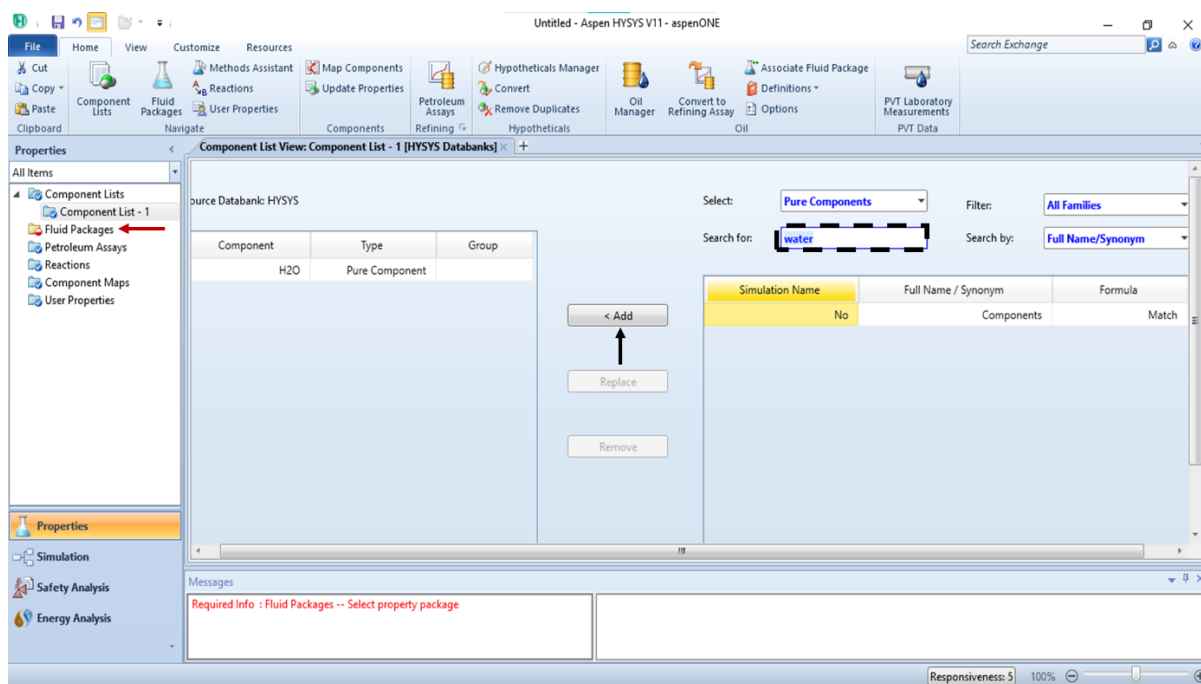 Untitled - Aspen HYSYS V11 - aspenONE
File Home View Customize Resources Search Exchange
Cut Copy Paste Clipboard
Component Lists Fluid Packages Methods Assistant Reactions User Properties Navigate
Map Components Update Properties Components
Petroleum Assays Refining
Hypotheticals Manager Convert Remove Duplicates Hypotheticals
Oil Manager Convert to Refining Assay Associate Fluid Package Definitions Options Oil
PVT Laboratory Measurements PVT Data
Properties <
All Items
Component Lists
Component List - 1
Fluid Packages
Petroleum Assays
Reactions
Component Maps
User Properties
Properties
Simulation
Safety Analysis
Energy Analysis
Component List View: Component List - 1 [HYSYS Databanks] +
ource Databank: HYSYS
Component Type Group
H2O Pure Component
< Add
Replace
Remove
Select: Pure Components Filter: All Families
Search for: water Search by: Full Name/Synonym
Simulation Name Full Name / Synonym Formula
No Components Match
Messages
Required Info : Fluid Packages -- Select property package
Responsiveness: 5 100%